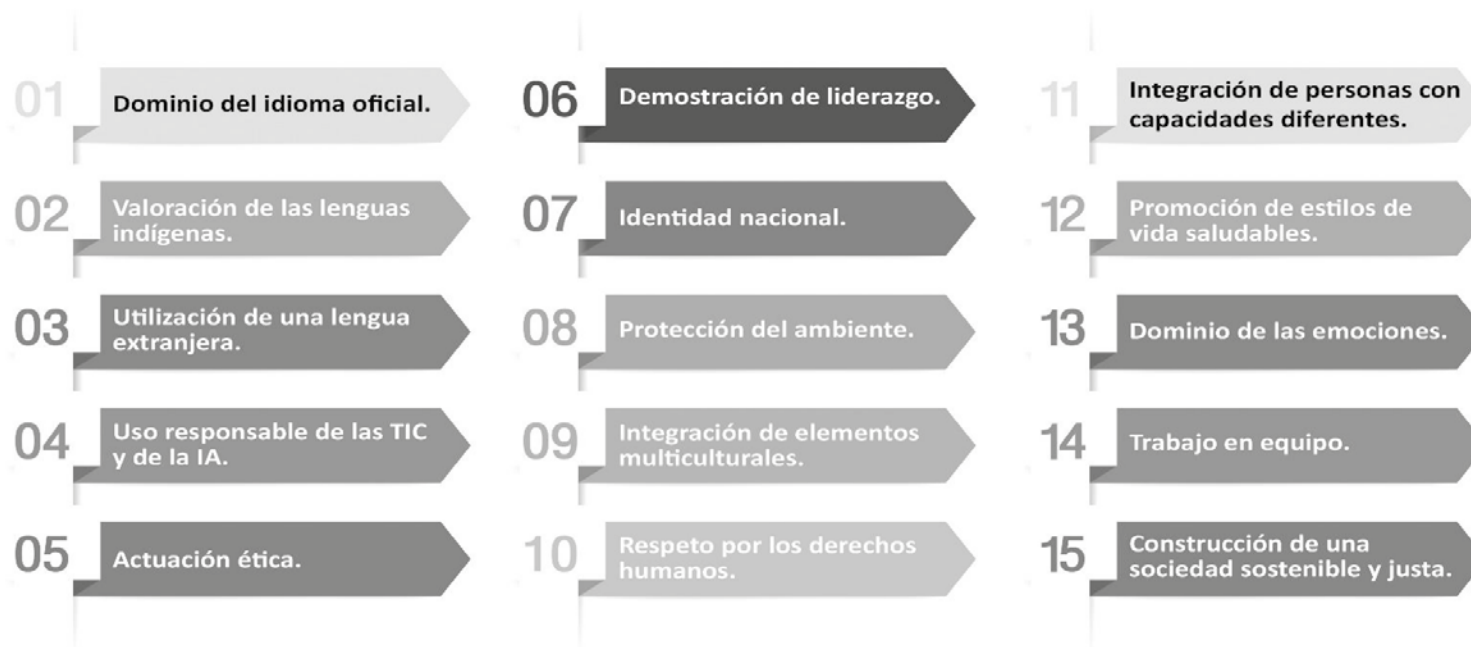 01
Dominio del idioma oficial.
02
Valoración de las lenguas
indígenas.
03
Utilización de una lengua
extranjera.
04
Uso responsable de las TIC
y de la IA.
05
Actuación ética.
06
Demostración de liderazgo.
07
Identidad nacional.
08
Protección del ambiente.
09
Integración de elementos
multiculturales.
10
Respeto por los derechos
humanos.
11
Integración de personas con
capacidades diferentes.
12
Promoción de estilos de
vida saludables.
13
Dominio de las emociones.
14
Trabajo en equipo.
15
Construcción de una
sociedad sostenible y justa.